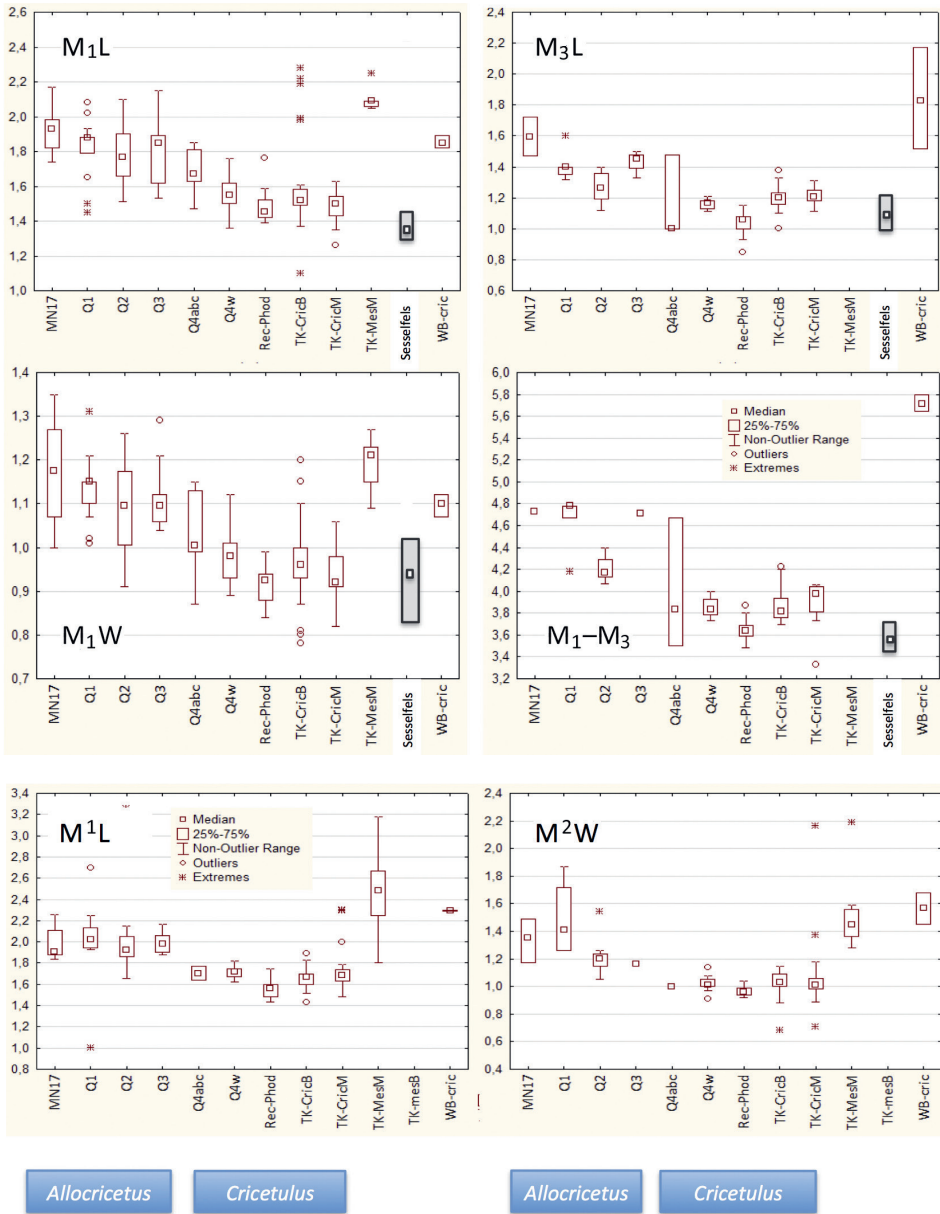 M₁L
2,6
2,4
2,2
2,0
1,8
1,6
1,4
1,2
1,0
MN17
Q1
Q2
Q3
Q4abc
Q4w
Rec-Phod
TK-CricB
TK-CricM
TK-MesM
Sesselfels
WB-cric
M₃L
2,2
2,0
1,8
1,6
1,4
1,2
1,0
0,8
0,6
MN17
Q1
Q2
Q3
Q4abc
Q4w
Rec-Phod
TK-CricB
TK-CricM
TK-MesM
Sesselfels
WB-cric
1,4
1,3
1,2
1,1
1,0
0,9
0,8
0,7
M₁W
MN17
Q1
Q2
Q3
Q4abc
Q4w
Rec-Phod
TK-CricB
TK-CricM
TK-MesM
Sesselfels
WB-cric
6,0
5,8
5,6
5,4
5,2
5,0
4,8
4,6
4,4
4,2
4,0
3,8
3,6
3,4
3,2
Median
25%-75%
Non-Outlier Range
Outliers
Extremes
M₁–M₃
MN17
Q1
Q2
Q3
Q4abc
Q4w
Rec-Phod
TK-CricB
TK-CricM
TK-MesM
Sesselfels
WB-cric
M¹L
3,4
3,2
3,0
2,8
2,6
2,4
2,2
2,0
1,8
1,6
1,4
1,2
1,0
0,8
Median
25%-75%
Non-Outlier Range
Outliers
Extremes
MN17
Q1
Q2
Q3
Q4abc
Q4w
Rec-Phod
TK-CricB
TK-CricM
TK-MesM
TK-mesB
WB-cric
M²W
2,4
2,2
2,0
1,8
1,6
1,4
1,2
1,0
0,8
0,6
0,4
MN17
Q1
Q2
Q3
Q4abc
Q4w
Rec-Phod
TK-CricB
TK-CricM
TK-MesM
TK-mesB
WB-cric
Allocricetus
Cricetulus
Allocricetus
Cricetulus